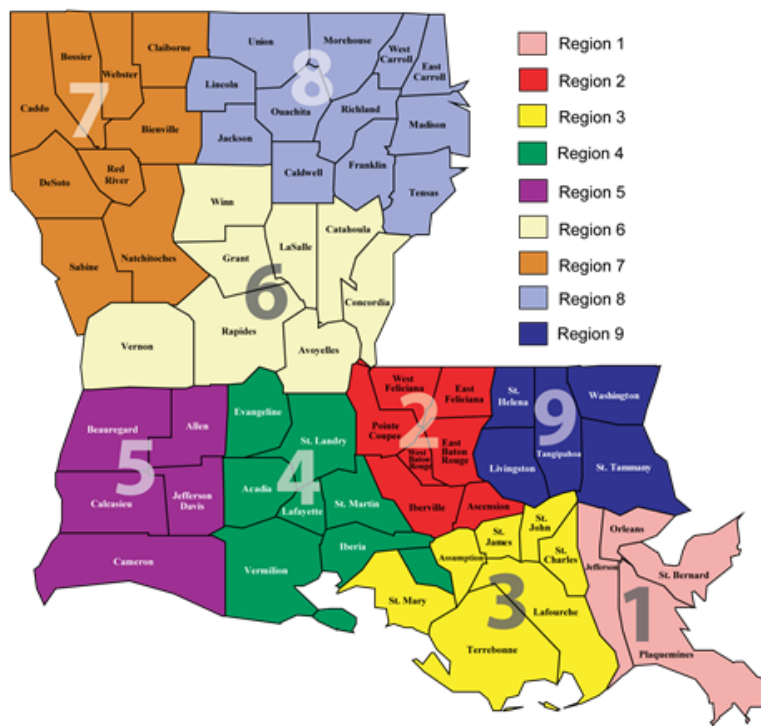 Union
Morehouse
West
Carroll
East
Carroll
Claiborne
Bossier
Webster
Lincoln
8
7
Caddo
Ouachita
Richland
Madison
Bienville
Jackson
Caldwell
Franklin
Tensas
DeSoto
Red
River
Winn
Catahoula
LaSalle
Grant
Sabine
Natchitoches
6
Concordia
Rapides
Vernon
Avoyelles
Region 1
Region 2
Region 3
Region 4
Region 5
Region 6
Region 7
Region 8
Region 9
West
Feliciana
East
Feliciana
St.
Helena
Washington
2
9
Pointe
Coupee
Evangeline
Beauregard
Allen
St. Landry
East
Baton
Rouge
West
Baton
Rouge
Tangipahoa
Livingston
St. Tammany
5
4
Calcasieu
Jefferson
Davis
Acadia
Lafayette
St. Martin
Iberville
Ascension
Cameron
Vermilion
Iberia
Assumption
St.
James
St.
John
St.
Charles
Orleans
Jefferson
St. Bernard
St. Mary
3
Lafourche
1
Terrebonne
Plaquemines